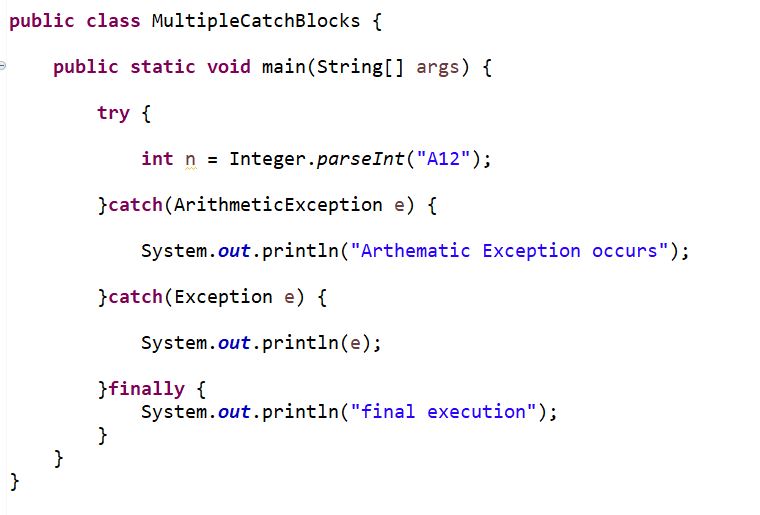 public class MultipleCatchBlocks {
public static void main(String[] args) {
try {
int n = Integer.parseInt("A12");
}catch(ArithmeticException e) {
System.out.println("Arthematic Exception occurs");
}catch(Exception e) {
System.out.println(e);
}finally {
System.out.println("final execution");
}
}
}